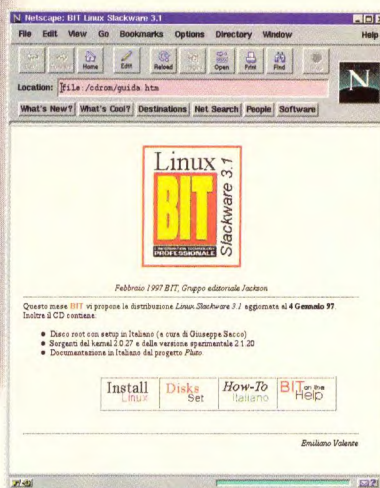 Netscape: BIT Linux Slackware 3.1
File Edit View Go Bookmarks Options Directory Window Help
Home Edit Reload Open Print Find
N
Location: file:/cdrom/guida.htm
What's New? What's Cool? Destinations Net Search People Software
Linux
BIT
Slackware 3.1
PROFESSIONALE
Febbraio 1997 BIT, Gruppo editoriale Jackson
Questo mese BIT vi propone la distribuzione Linux Slackware 3.1 aggiornata al 4 Gennaio 97.
Inoltre il CD contiene:
● Disco root con setup in Italiano (a cura di Giuseppe Sacco)
● Sorgenti del kernel 2.0.27 e della versione sperimentale 2.1.20
● Documentazione in Italiano dal progetto Pluto
Install Linux
Disks Set
How-To Italiano
BIT on line Help
Emiliano Valente